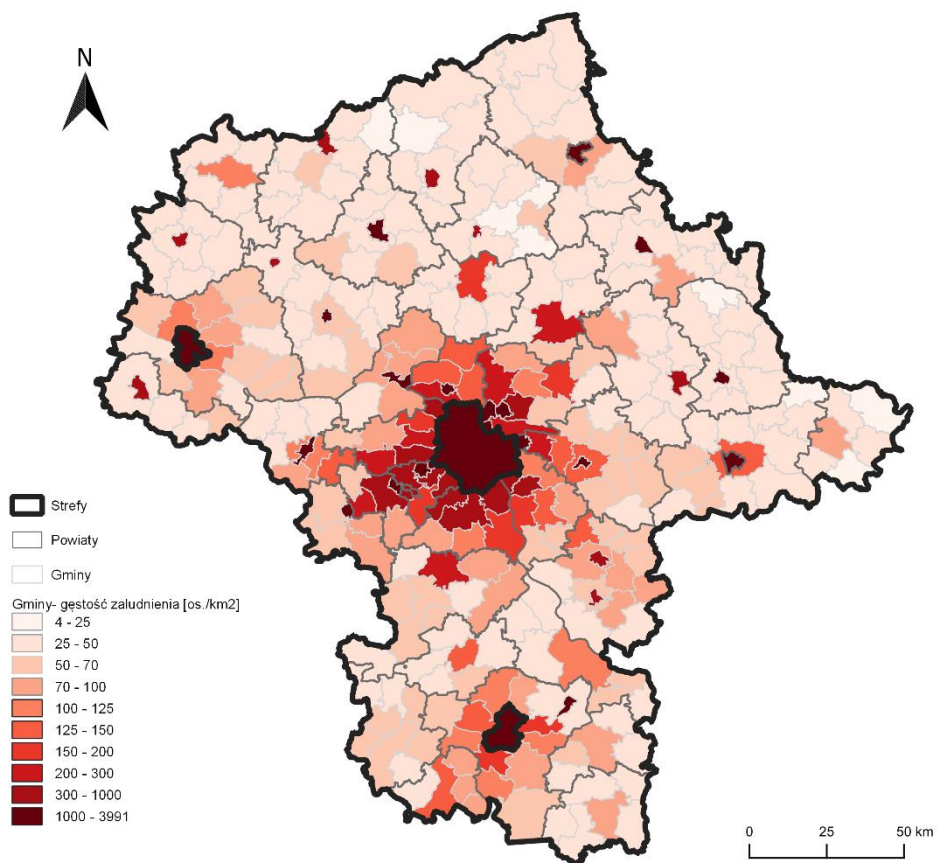 N
Strefy
Powiaty
Gminy
Gminy- gęstość zaludnienia [os./km2]
4 - 25
25 - 50
50 - 70
70 - 100
100 - 125
125 - 150
150 - 200
200 - 300
300 - 1000
1000 - 3991
0 25 50 km